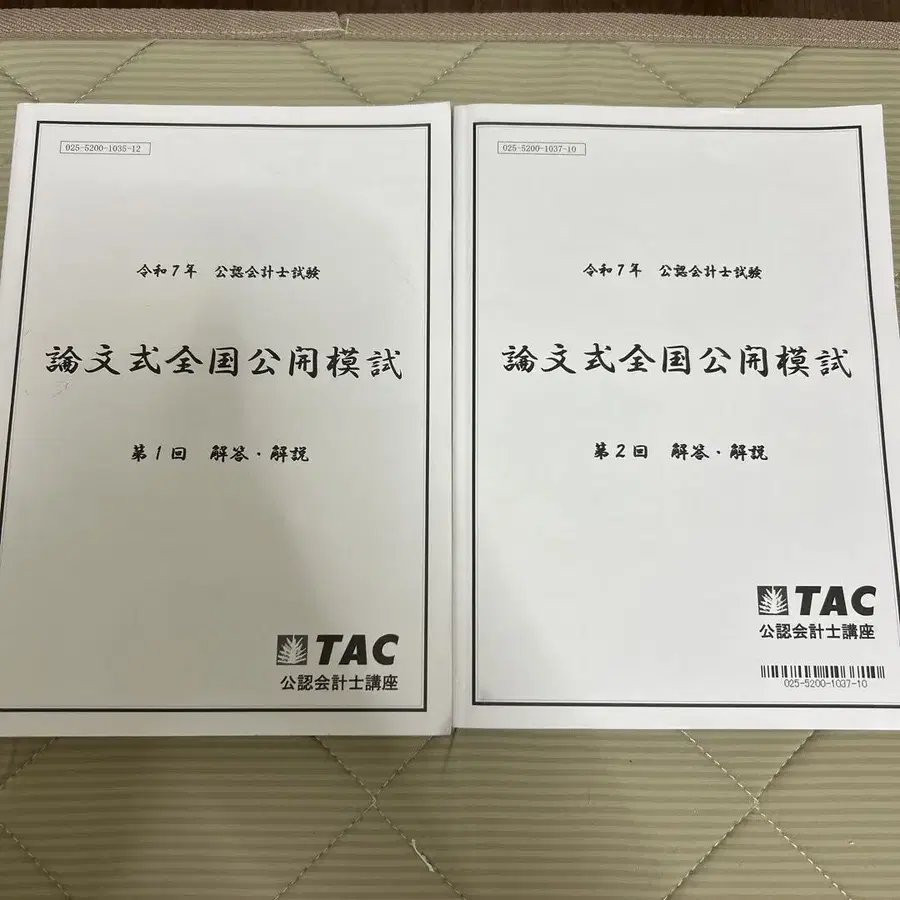 025-5200-1035-12
令和7年 公認会計士試験
論文式全国公開模試
第1回 解答・解説
TAC
公認会計士講座
025-5200-1037-10
令和7年 公認会計士試験
論文式全国公開模試
第2回 解答・解説
TAC
公認会計士講座
025-5200-1037-10